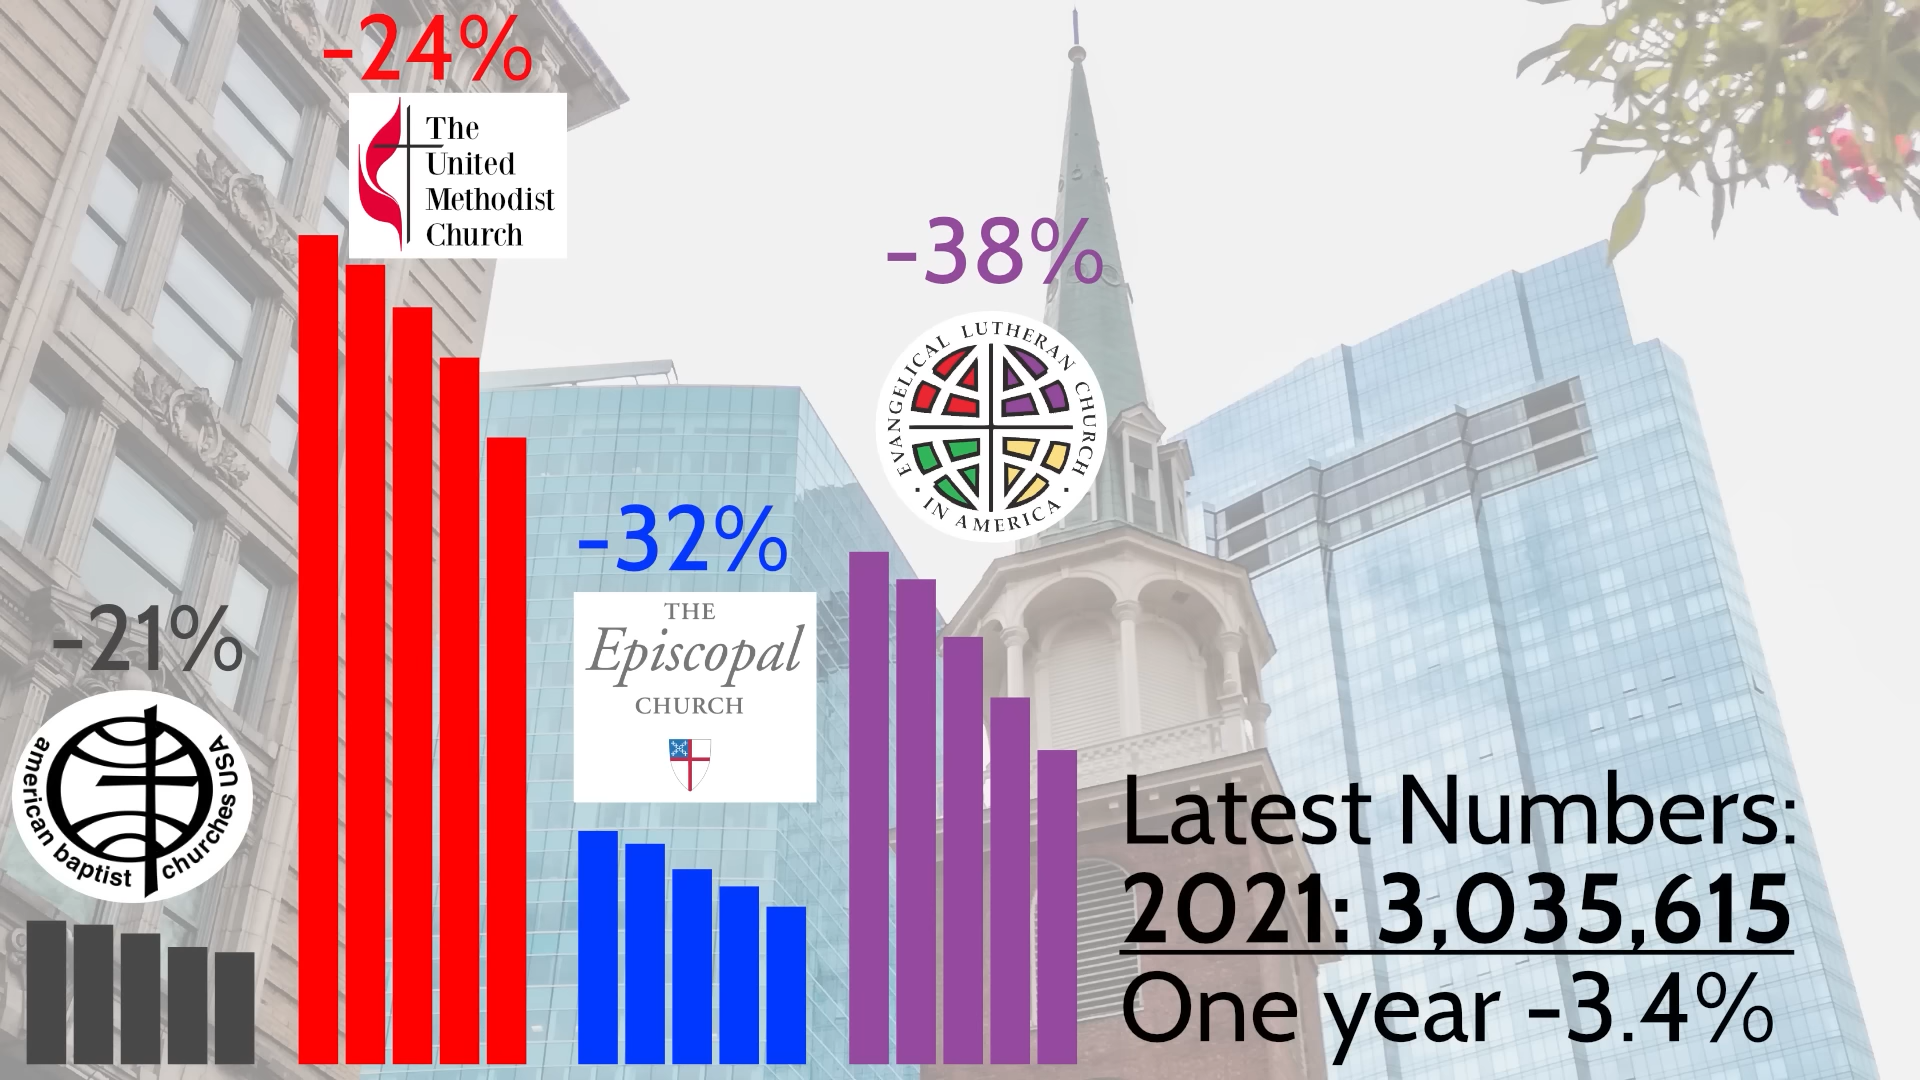 -24%
The
United
Methodist
Church
-38%
EVANGELICAL LUTHERAN CHURCH
· IN AMERICA ·
-32%
THE
Episcopal
CHURCH
-21%
american baptist churches USA
Latest Numbers:
2021: 3,035,615
One year -3.4%